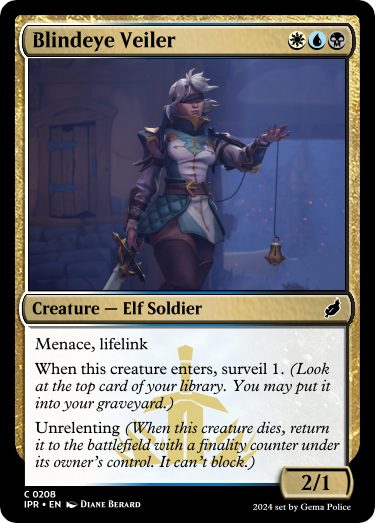 Blindeye Veiler
Creature — Elf Soldier
Menace, lifelink
When this creature enters, surveil 1. (Look
at the top card of your library. You may put it
into your graveyard.)
Unrelenting (When this creature dies, return
it to the battlefield with a finality counter under
its owner's control. It can't block.)
2/1
C 0208
IPR • EN Diane Berard
2024 set by Gema Police